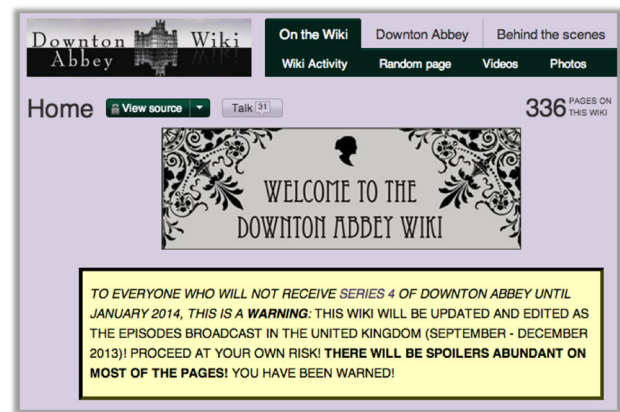 Downton Wiki
Abbey
On the Wiki Downton Abbey Behind the scenes
Wiki Activity Random page Videos Photos
Home View source Talk 31 336 PAGES ON THIS WIKI
WELCOME TO THE
DOWNTON ABBEY WIKI
TO EVERYONE WHO WILL NOT RECEIVE SERIES 4 OF DOWNTON ABBEY UNTIL
JANUARY 2014, THIS IS A WARNING: THIS WIKI WILL BE UPDATED AND EDITED AS
THE EPISODES BROADCAST IN THE UNITED KINGDOM (SEPTEMBER - DECEMBER
2013)! PROCEED AT YOUR OWN RISK! THERE WILL BE SPOILERS ABUNDANT ON
MOST OF THE PAGES! YOU HAVE BEEN WARNED!